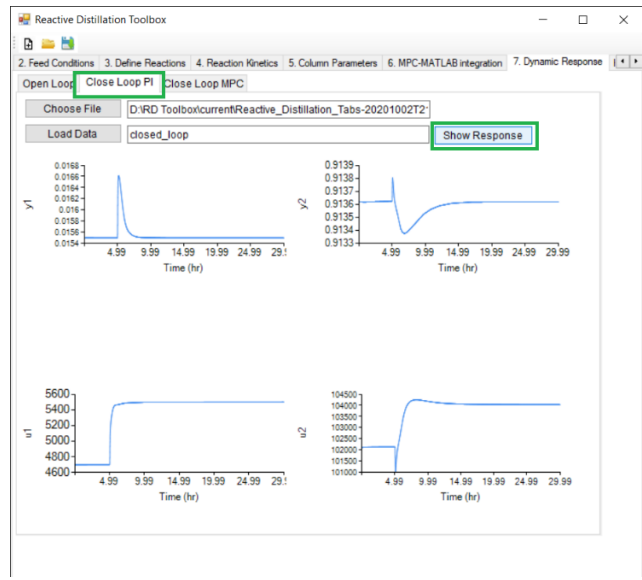 Reactive Distillation Toolbox
2. Feed Conditions 3. Define Reactions 4. Reaction Kinetics 5. Column Parameters 6. MPC-MATLAB integration 7. Dynamic Response
Open Loop Close Loop PI Close Loop MPC
Choose File D:\RD Toolbox\current\Reactive_Distillation_Tabs-20201002T2
Load Data closed_loop Show Response
y1
0.0168
0.0166
0.0164
0.0162
0.016
0.0158
0.0156
0.0154
4.99 9.99 14.99 19.99 24.99 29.
Time (hr)
y2
0.9139
0.9137
0.9136
0.9134
0.9133
4.99 9.99 14.99 19.99 24.99 29.99
Time (hr)
u1
5600
5400
5200
5000
4800
4600
4.99 9.99 14.99 19.99 24.99 29.
Time (hr)
u2
104500
104000
103500
103000
102500
102000
101500
101000
4.99 9.99 14.99 19.99 24.99 29.99
Time (hr)